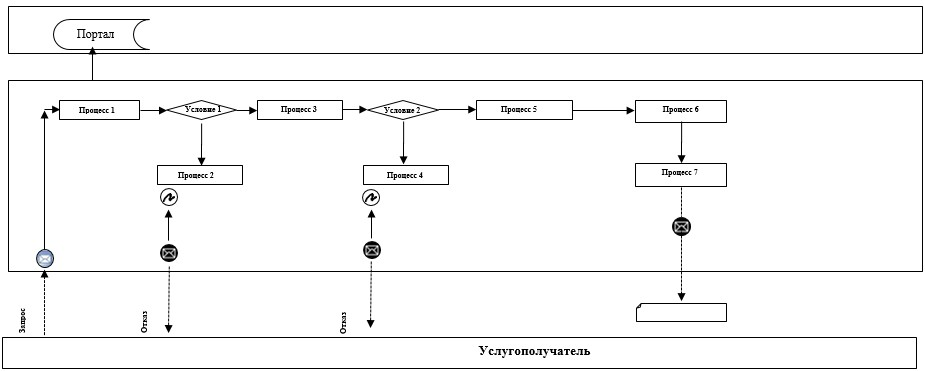 Портал
Процесс 1
Условие 1
Процесс 3
Условие 2
Процесс 5
Процесс 6
Процесс 2
Процесс 4
Процесс 7
Запрос
Отказ
Отказ
Услугополучатель